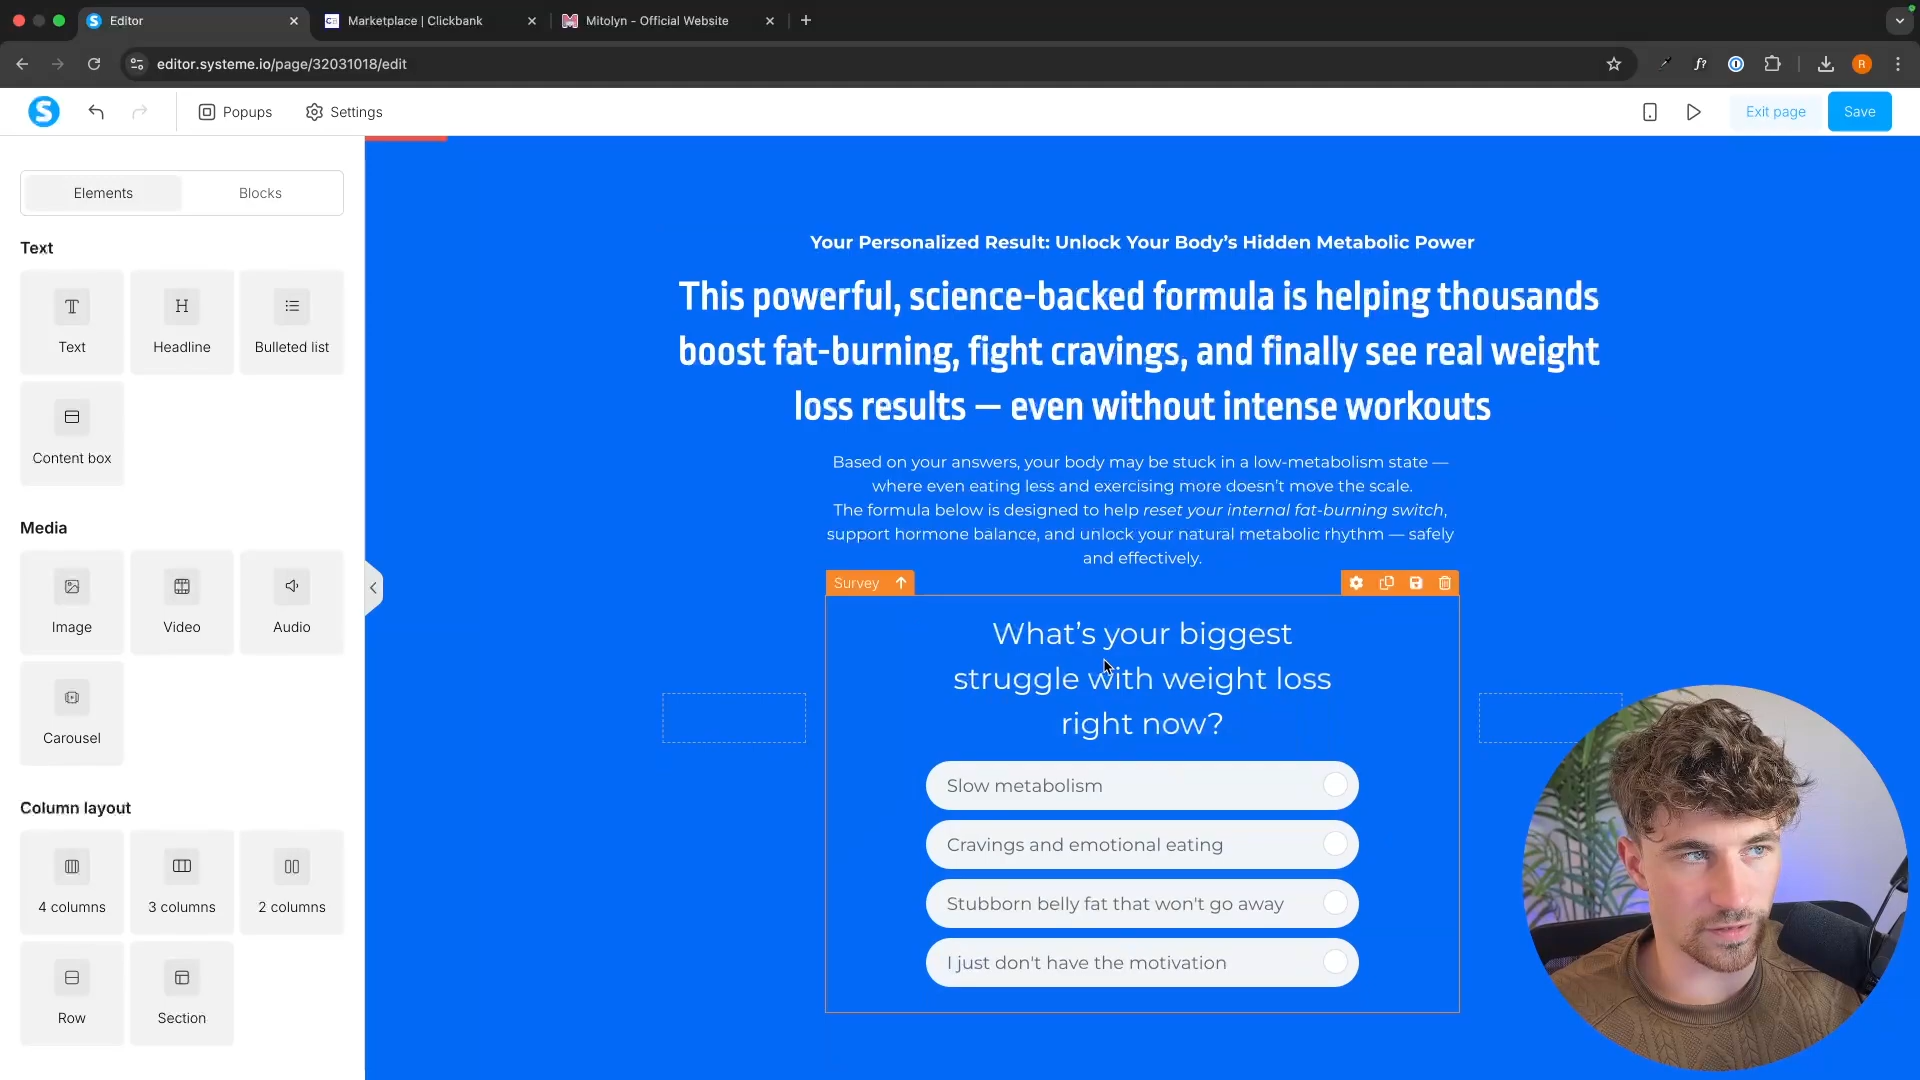 Editor
Marketplace | Clickbank
Mitolyn - Official Website
editor.systeme.io/page/32031018/edit
f?
R
S
Popups
Settings
Exit page
Save
Elements
Blocks
Text
Text
Headline
Bulleted list
Content box
Media
Image
Video
Audio
Carousel
Column layout
4 columns
3 columns
2 columns
Row
Section
Your Personalized Result: Unlock Your Body’s Hidden Metabolic Power
This powerful, science-backed formula is helping thousands
boost fat-burning, fight cravings, and finally see real weight
loss results — even without intense workouts
Based on your answers, your body may be stuck in a low-metabolism state —
where even eating less and exercising more doesn’t move the scale.
The formula below is designed to help reset your internal fat-burning switch,
support hormone balance, and unlock your natural metabolic rhythm — safely
and effectively.
Survey
What’s your biggest
struggle with weight loss
right now?
Slow metabolism
Cravings and emotional eating
Stubborn belly fat that won't go away
I just don't have the motivation